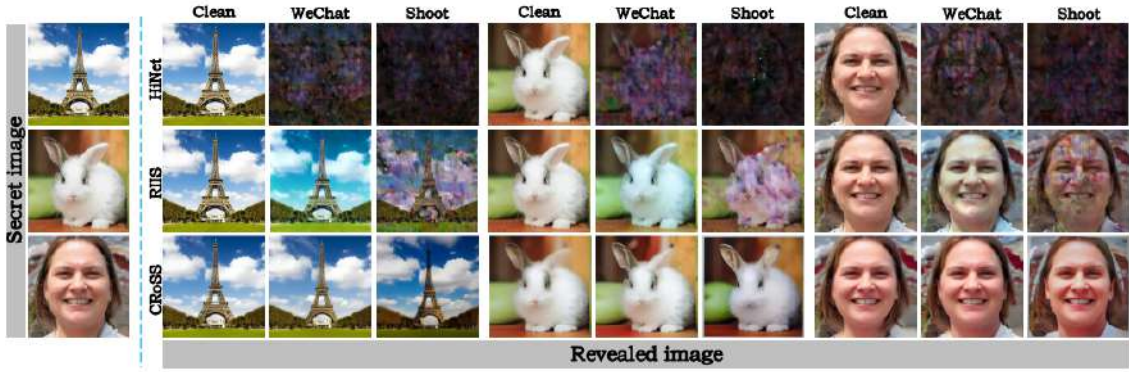 Clean WeChat Shoot Clean WeChat Shoot Clean WeChat Shoot
Secret image
HiNet
RIIS
CRoSS
Revealed image